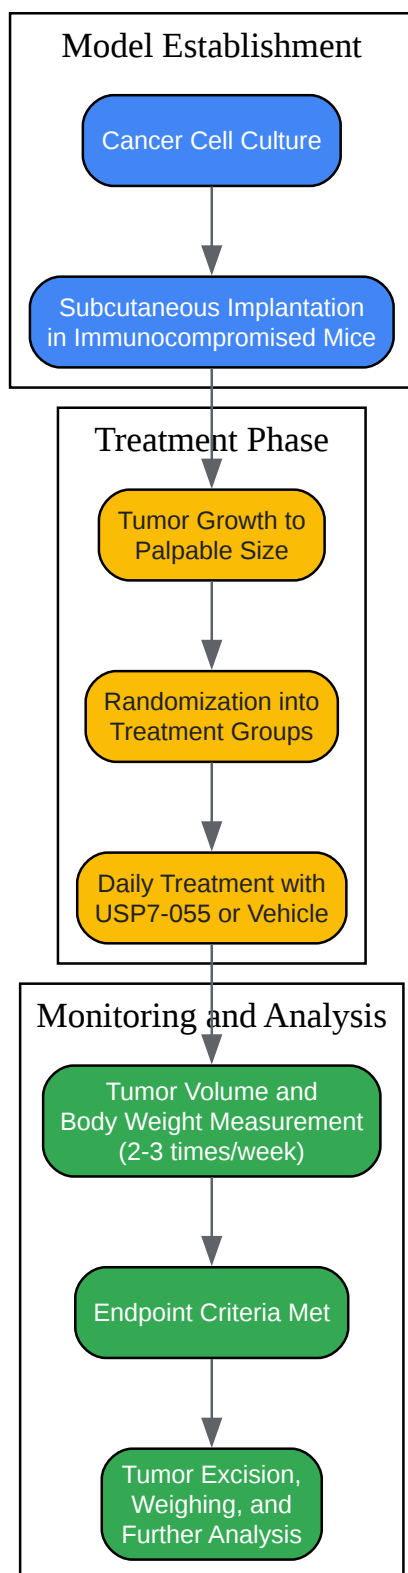 Model Establishment
Cancer Cell Culture
Subcutaneous Implantation
in Immunocompromised Mice
Treatment Phase
Tumor Growth to
Palpable Size
Randomization into
Treatment Groups
Daily Treatment with
USP7-055 or Vehicle
Monitoring and Analysis
Tumor Volume and
Body Weight Measurement
(2-3 times/week)
Endpoint Criteria Met
Tumor Excision,
Weighing, and
Further Analysis